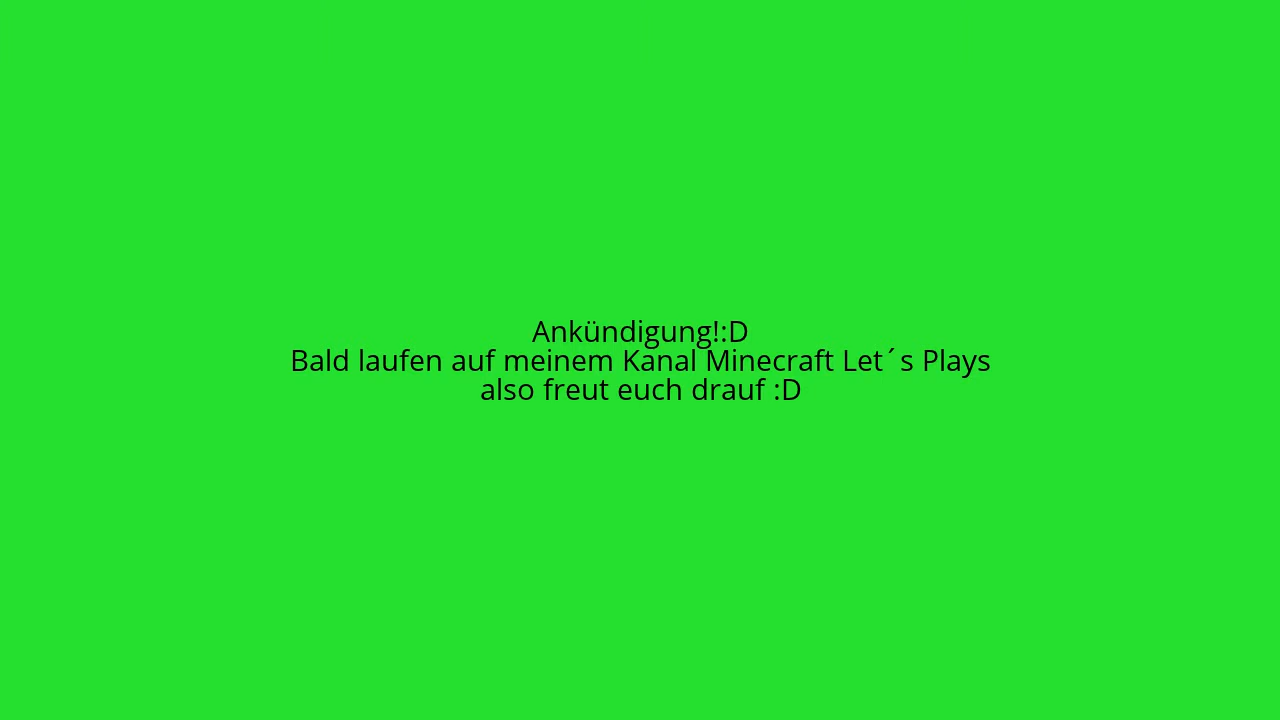 Ankündigung!:D
Bald laufen auf meinem Kanal Minecraft Let´s Plays
also freut euch drauf :D